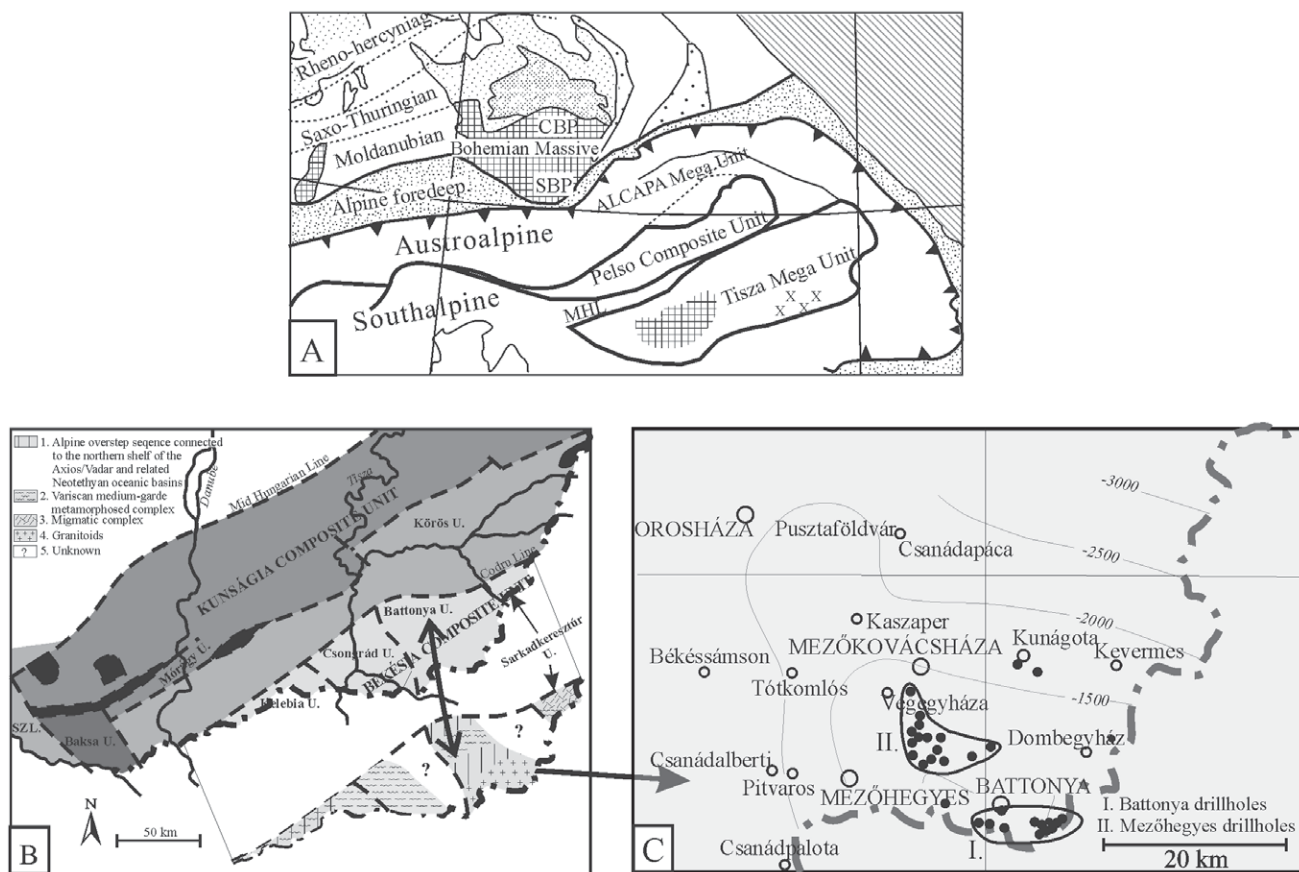 Rheno-hercyniag
Saxo-Thuringian
Moldanubian
CBP
Bohemian Massive
SBP
Alpine foredeep
ALCAPA Mega Unit
Austroalpine
Pelso Composite Unit
Southalpine
MHL
Tisza Mega Unit
x x x x
A
1. Alpine overstep seqence connected
to the northern shelf of the
Axios/Vadar and related
Neotethyan oceanic basins
2. Variscan medium-garde
metamorphosed complex
3. Migmatic complex
4. Granitoids
? 5. Unknown
Danube
Mid Hungarian Line
Tisza
KUNSÁGIA COMPOSITE UNIT
Körös U.
Codru Line
Battonya U.
BÉKÉSIA COMPOSITE UNIT
Csongrád U.
Sarkadkeresztúr
U.
Mórágy U.
Kelebia U.
SZL.
Baksa U.
?
?
N
50 km
B
-3000
OROSHÁZA
Pusztaföldvár
Csanádapáca
-2500
Kaszaper
-2000
MEZŐKOVÁCSHÁZA
Kunágota
Kevermes
Békéssámson
Tótkomlós
-1500
Végegyháza
II.
Dombegyház
Csanádalberti
Pitvaros
MEZŐHEGYES
BATTONYA
I. Battonya drillholes
II. Mezőhegyes drillholes
Csanádpalota
I.
20 km
C